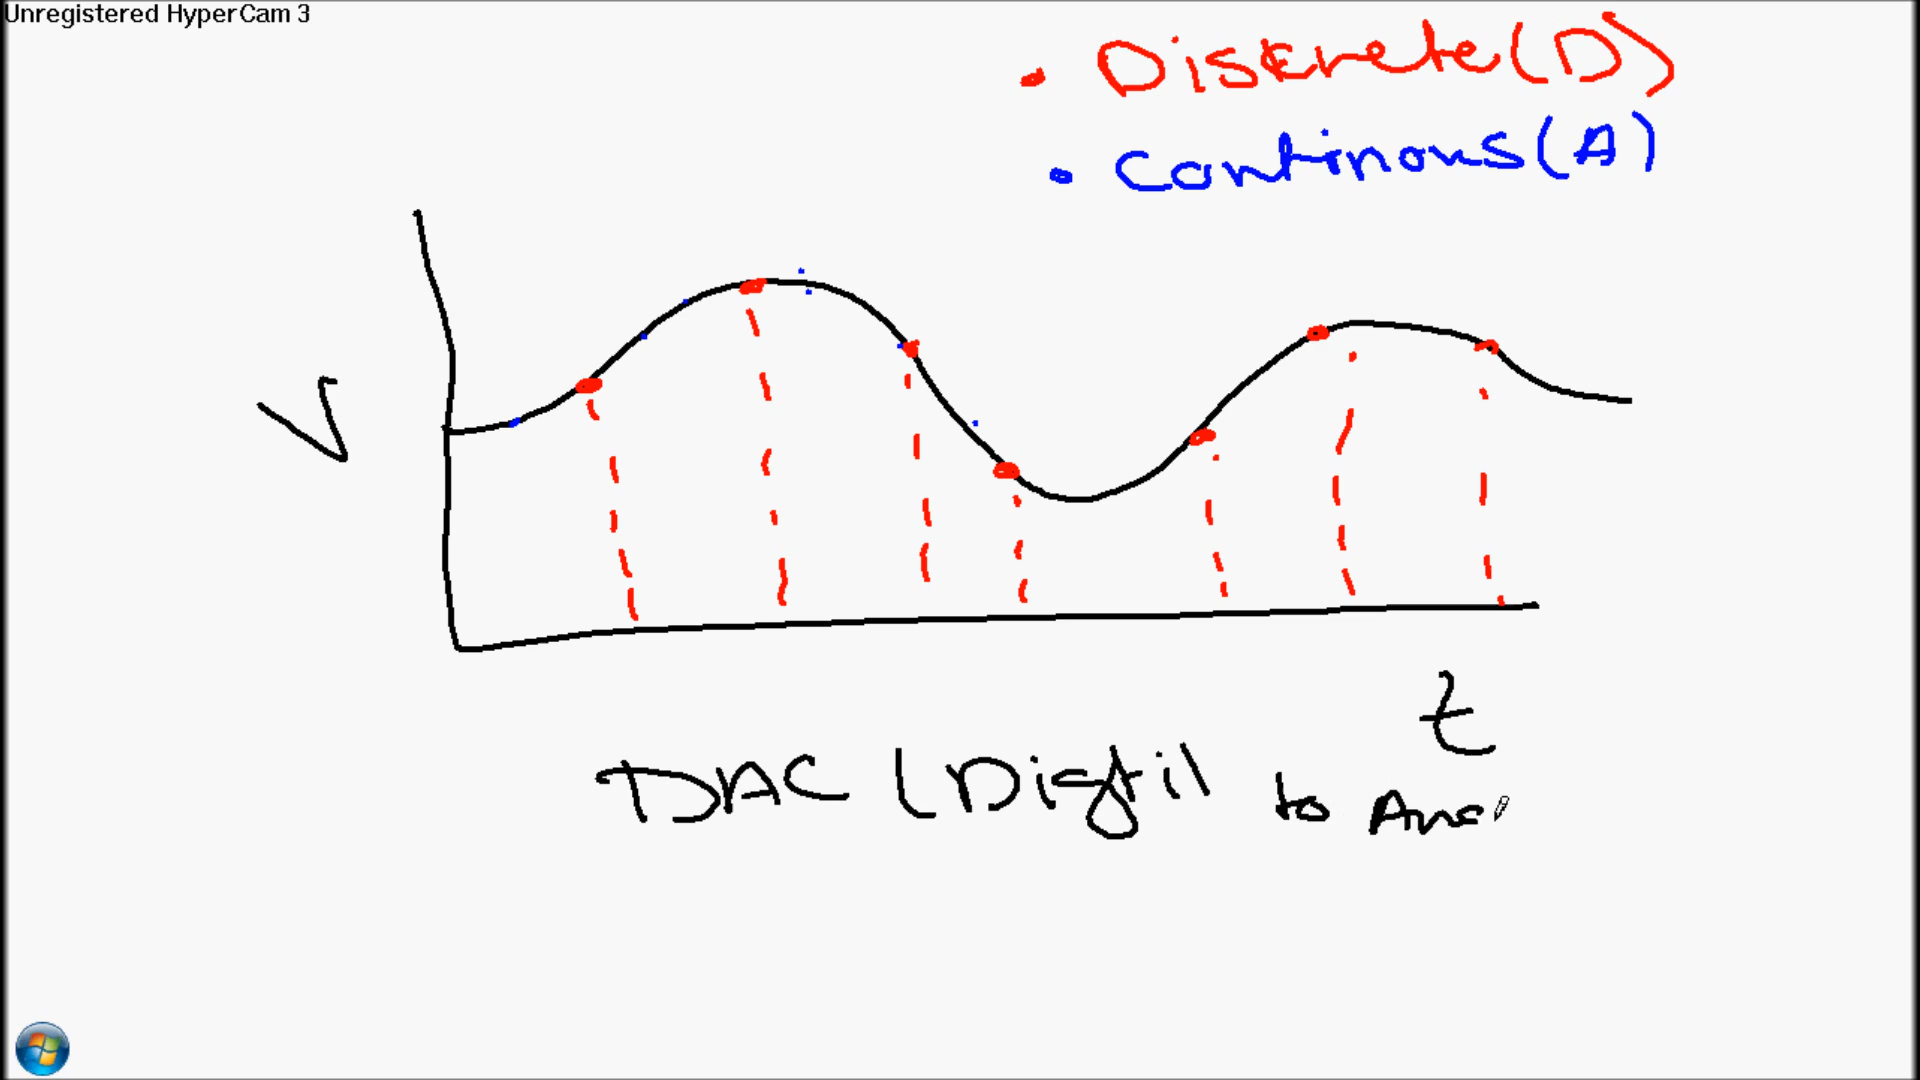 Unregistered HyperCam 3
• Discrete (D)
• Continous (A)
V
t
DAC (Digtil to Ana